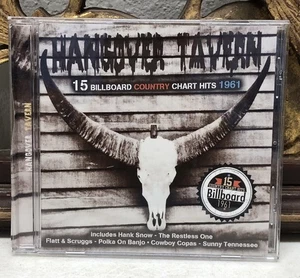 HANGOVER TAVERN
15 BILLBOARD COUNTRY CHART HITS 1961
HANGOVER TAVERN
15
Billboard
1961
Includes Hank Snow - The Restless One
Flatt & Scruggs - Polka On Banjo • Cowboy Copas - Sunny Tennessee